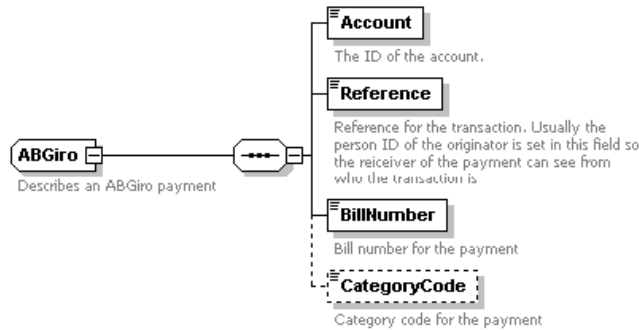 Account
The ID of the account.
Reference
Reference for the transaction. Usually the
person ID of the originator is set in this field so
the reiceiver of the payment can see from
who the transaction is
ABGiro
Describes an ABGiro payment
BillNumber
Bill number for the payment
CategoryCode
Category code for the payment